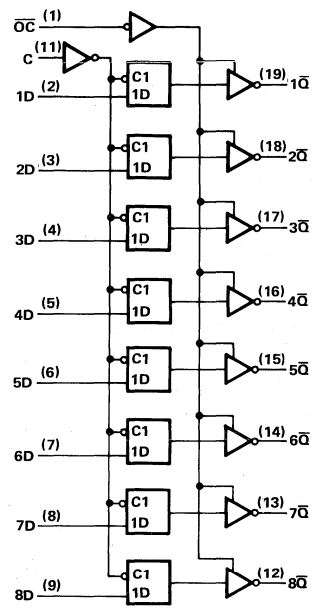 O̅C̅ (1)
C (11)
1D (2) C1 1D (19) 1Q̅
2D (3) C1 1D (18) 2Q̅
3D (4) C1 1D (17) 3Q̅
4D (5) C1 1D (16) 4Q̅
5D (6) C1 1D (15) 5Q̅
6D (7) C1 1D (14) 6Q̅
7D (8) C1 1D (13) 7Q̅
8D (9) C1 1D (12) 8Q̅